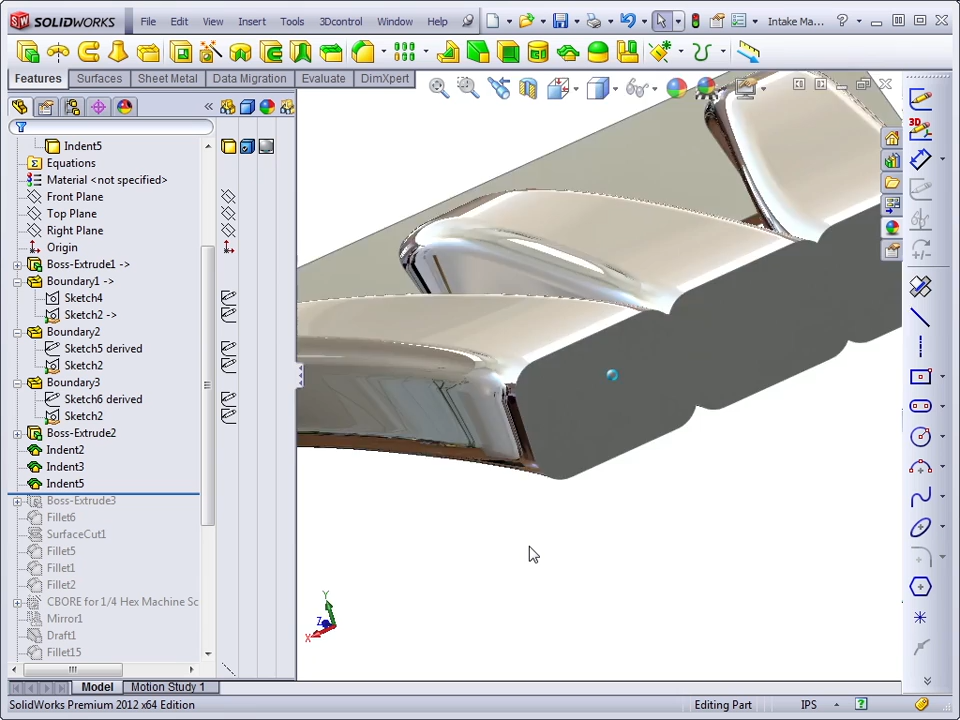 SOLIDWORKS File Edit View Insert Tools 3Dcontrol Window Help Intake Ma...
Features Surfaces Sheet Metal Data Migration Evaluate DimXpert
Indent5
Equations
Material <not specified>
Front Plane
Top Plane
Right Plane
Origin
Boss-Extrude1 ->
Boundary1 ->
Sketch4
Sketch2 ->
Boundary2
Sketch5 derived
Sketch2
Boundary3
Sketch6 derived
Sketch2
Boss-Extrude2
Indent2
Indent3
Indent5
Boss-Extrude3
Fillet6
SurfaceCut1
Fillet5
Fillet1
Fillet2
CBORE for 1/4 Hex Machine Sc
Mirror1
Draft1
Fillet15
3D
Y
Z
X
Model Motion Study 1
SolidWorks Premium 2012 x64 Edition Editing Part IPS